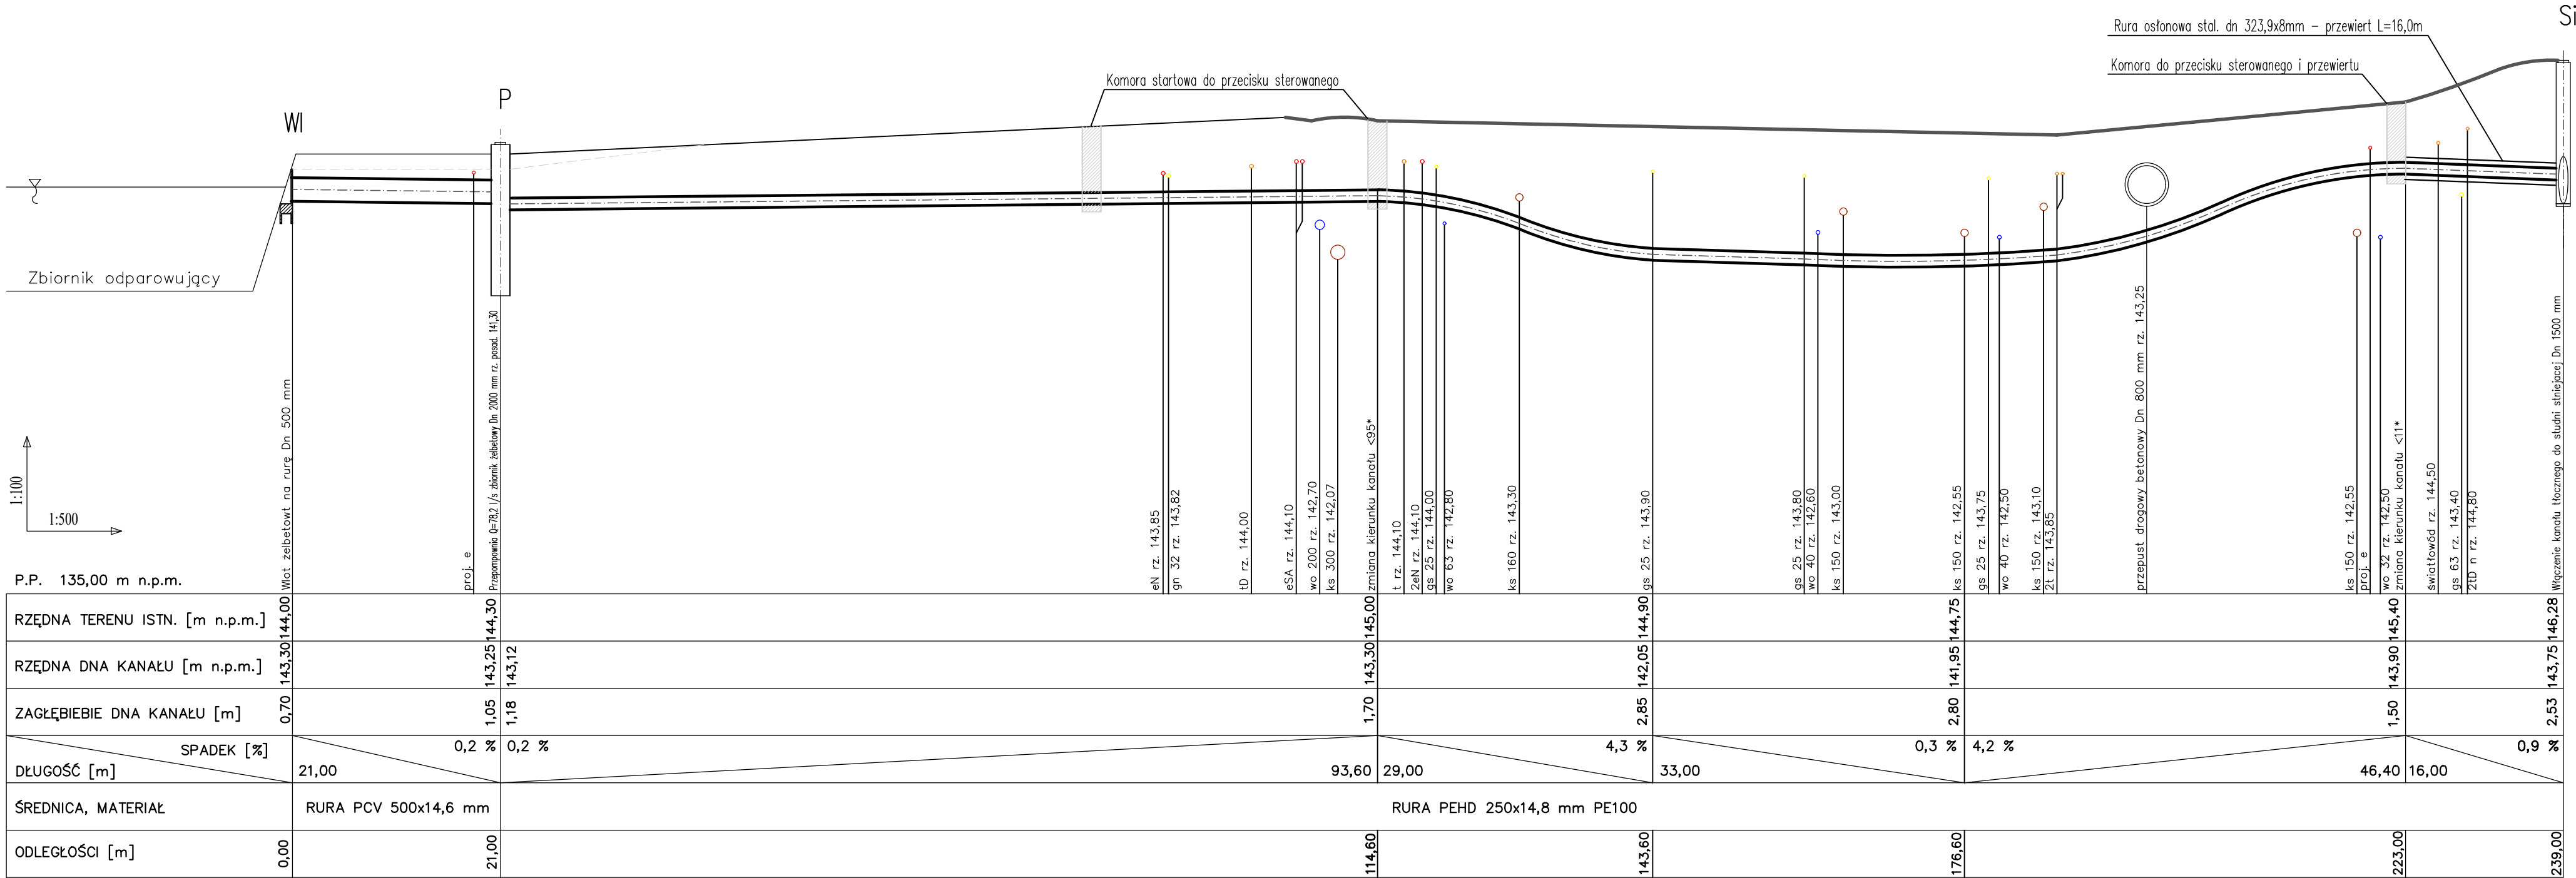 Si
Rura osłonowa stal. dn 323,9x8mm – przewiert L=16,0m
Komora do przecisku sterowanego i przewiertu
Komora startowa do przecisku sterowanego
P
WI
Zbiornik odparowujący
1:100
1:500
P.P. 135,00 m n.p.m.
Wlot żelbetowt na rurę Dn 500 mm
proj. e
Przepompownia Q=78,2 l/s zbiornik żelbetowy Dn 2000 mm rz. posad. 141,30
eN rz. 143,85
gn 32 rz. 143,82
tD rz. 144,00
eSA rz. 144,10
wo 200 rz. 142,70
ks 300 rz. 142,07
zmiana kierunku kanału <95*
t rz. 144,10
2eN rz. 144,10
gs 25 rz. 144,00
wo 63 rz. 142,80
ks 160 rz. 143,30
gs 25 rz. 143,90
gs 25 rz. 143,80
wo 40 rz. 142,60
ks 150 rz. 143,00
ks 150 rz. 142,55
gs 25 rz. 143,75
wo 40 rz. 142,50
ks 150 rz. 143,10
2t rz. 143,85
przepust drogowy betonowy Dn 800 mm rz. 143,25
ks 150 rz. 142,55
proj. e
wo 32 rz. 142,50
zmiana kierunku kanału <11*
światłowód rz. 144,50
gs 63 rz. 143,40
2tD n rz. 144,80
Włączenie kanału tłocznego do studni stniejacej Dn 1500 mm
RZĘDNA TERENU ISTN. [m n.p.m.] 144,00 144,30 145,00 144,90 144,75 145,40 146,28
RZĘDNA DNA KANAŁU [m n.p.m.] 143,30 143,25 143,12 143,30 142,05 141,95 143,90 143,75
ZAGŁĘBIEBIE DNA KANAŁU [m] 0,70 1,05 1,18 1,70 2,85 2,80 1,50 2,53
SPADEK [%] 0,2 % 0,2 % 4,3 % 0,3 % 4,2 % 0,9 %
DŁUGOŚĆ [m] 21,00 93,60 29,00 33,00 46,40 16,00
ŚREDNICA, MATERIAŁ RURA PCV 500x14,6 mm RURA PEHD 250x14,8 mm PE100
ODLEGŁOŚCI [m] 0,00 21,00 114,60 143,60 176,60 223,00 239,00